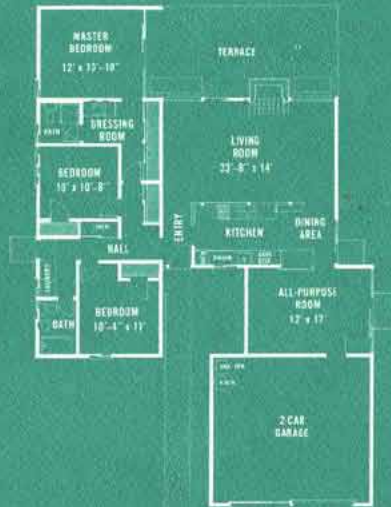 MASTER
BEDROOM
12' x 13'-10"
TERRACE
BATH
DRESSING
ROOM
LIVING
ROOM
23'-8" x 14'
BEDROOM
10' x 10'-8"
ENTRY
KITCHEN
DINING
AREA
HALL
LAUNDRY
BATH
BEDROOM
10'-4" x 11'
ALL-PURPOSE
ROOM
12' x 17'
2 CAR
GARAGE